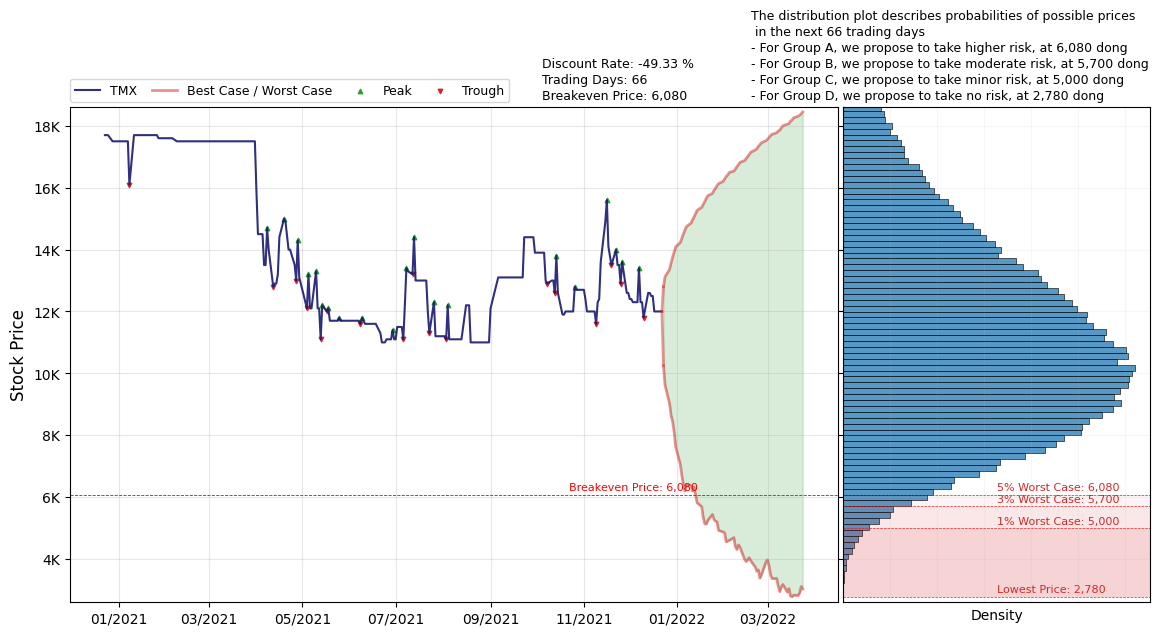 The distribution plot describes probabilities of possible prices
in the next 66 trading days
- For Group A, we propose to take higher risk, at 6,080 dong
- For Group B, we propose to take moderate risk, at 5,700 dong
- For Group C, we propose to take minor risk, at 5,000 dong
- For Group D, we propose to take no risk, at 2,780 dong
Discount Rate: -49.33 %
Trading Days: 66
Breakeven Price: 6,080
TMX
Best Case / Worst Case
Peak
Trough
Stock Price
18K
16K
14K
12K
10K
8K
6K
4K
Breakeven Price: 6,080
01/2021
03/2021
05/2021
07/2021
09/2021
11/2021
01/2022
03/2022
5% Worst Case: 6,080
3% Worst Case: 5,700
1% Worst Case: 5,000
Lowest Price: 2,780
Density